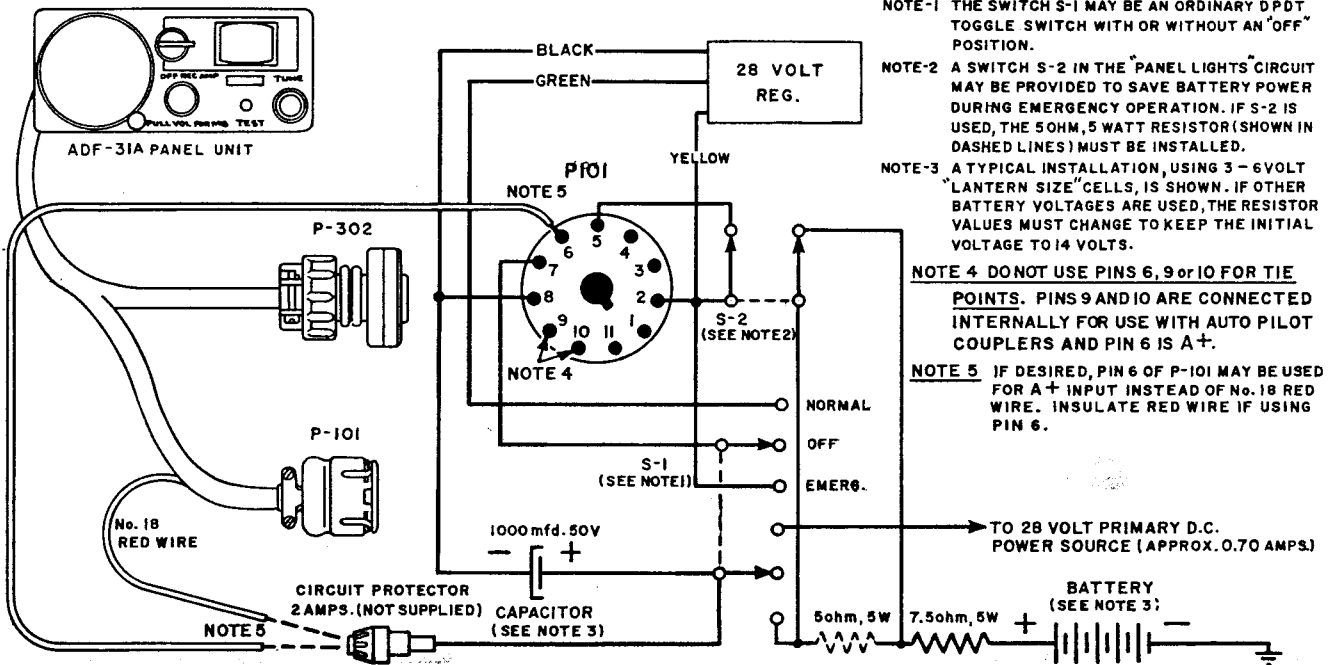 NOTE-1 THE SWITCH S-1 MAY BE AN ORDINARY DPDT
TOGGLE SWITCH WITH OR WITHOUT AN "OFF"
POSITION.
NOTE-2 A SWITCH S-2 IN THE "PANEL LIGHTS" CIRCUIT
MAY BE PROVIDED TO SAVE BATTERY POWER
DURING EMERGENCY OPERATION. IF S-2 IS
USED, THE 5 OHM, 5 WATT RESISTOR (SHOWN IN
DASHED LINES) MUST BE INSTALLED.
NOTE-3 A TYPICAL INSTALLATION, USING 3-6 VOLT
"LANTERN SIZE" CELLS, IS SHOWN. IF OTHER
BATTERY VOLTAGES ARE USED, THE RESISTOR
VALUES MUST CHANGE TO KEEP THE INITIAL
VOLTAGE TO 14 VOLTS.
NOTE 4 DO NOT USE PINS 6, 9 or 10 FOR TIE
POINTS. PINS 9 AND 10 ARE CONNECTED
INTERNALLY FOR USE WITH AUTO PILOT
COUPLERS AND PIN 6 IS A+.
NOTE 5 IF DESIRED, PIN 6 OF P-101 MAY BE USED
FOR A+ INPUT INSTEAD OF No. 18 RED
WIRE. INSULATE RED WIRE IF USING
PIN 6.
OFF REC AMP
TUNE
PULL VOL
TEST
ADF-31A PANEL UNIT
BLACK
GREEN
28 VOLT
REG.
YELLOW
P101
NOTE 5
P-302
5
6
4
7
3
8
2
9
1
10
11
S-2
(SEE NOTE 2)
NOTE 4
NORMAL
OFF
EMERG.
P-101
S-1
(SEE NOTE 1)
No. 18
RED WIRE
1000 mfd. 50V
- +
TO 28 VOLT PRIMARY D.C.
POWER SOURCE (APPROX. 0.70 AMPS.)
CIRCUIT PROTECTOR
2 AMPS. (NOT SUPPLIED)
CAPACITOR
(SEE NOTE 3)
BATTERY
(SEE NOTE 3)
NOTE 5
5ohm, 5W
7.5ohm, 5W
+ -